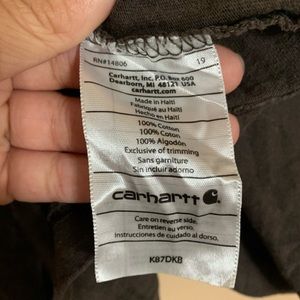 RN#14806 19
Carhartt, Inc. P.O. Box 600
Dearborn, MI 48121 USA
carhartt.com
Made in Haiti
Fabriqué au Haïti
Hecho en Haití
100% Cotton
100% Coton
100% Algodón
Exclusive of trimming
Sans garniture
Sin incluir adorno
carhartt
Care on reverse side.
Entretien au verso.
Instrucciones de cuidado al dorso.
K87DKB